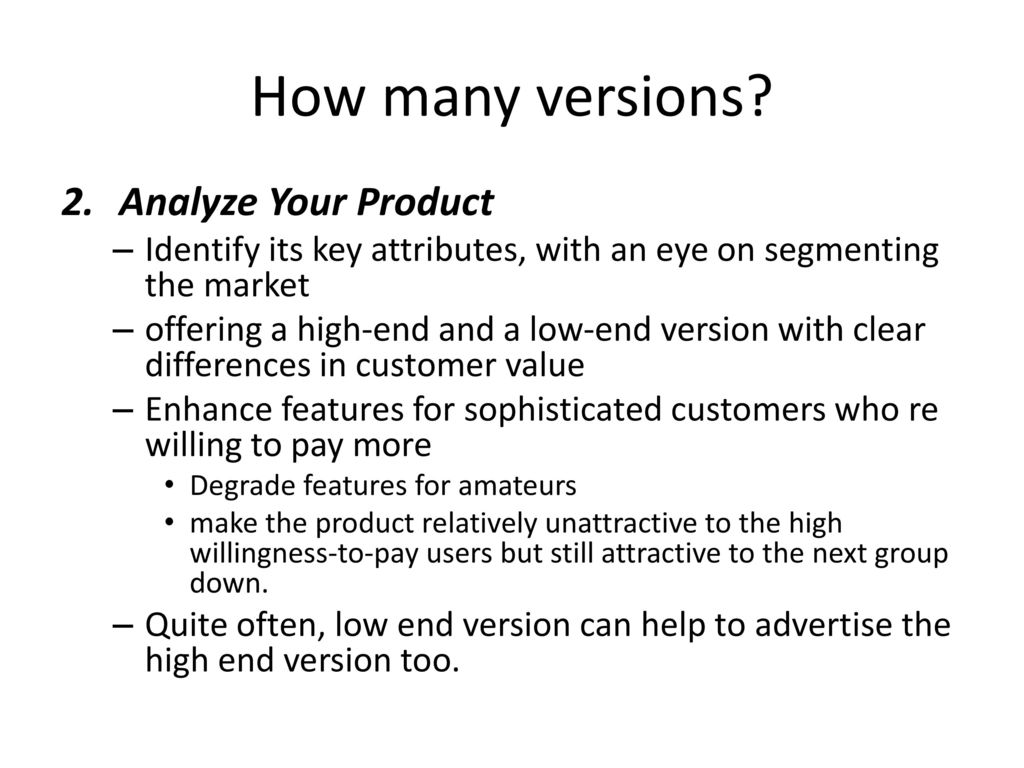 How many versions?
2. Analyze Your Product
– Identify its key attributes, with an eye on segmenting
the market
– offering a high-end and a low-end version with clear
differences in customer value
– Enhance features for sophisticated customers who re
willing to pay more
• Degrade features for amateurs
• make the product relatively unattractive to the high
willingness-to-pay users but still attractive to the next group
down.
– Quite often, low end version can help to advertise the
high end version too.